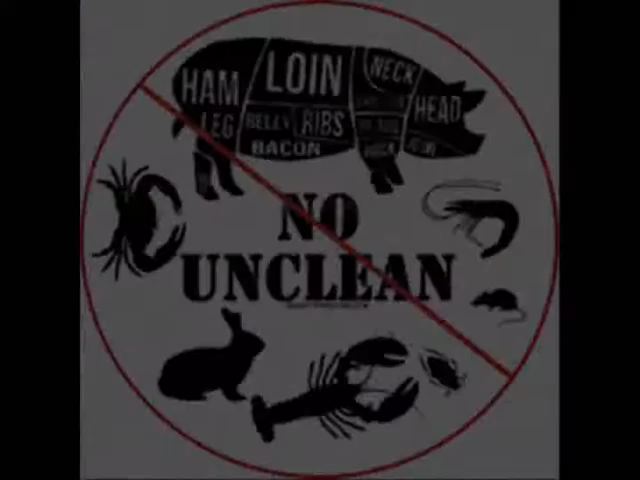 HAM
LOIN
NECK
HEAD
LEG
BELLY
RIBS
BACON
NO
UNCLEAN